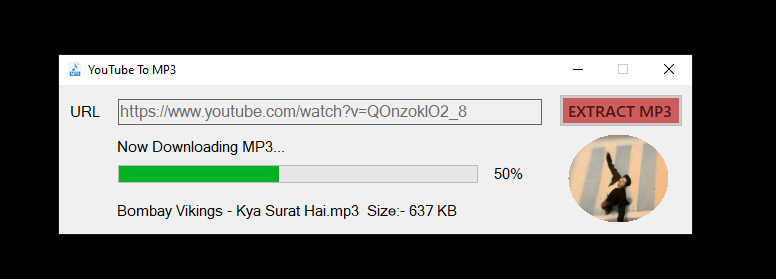 YouTube To MP3
URL https://www.youtube.com/watch?v=QOnzoklO2_8 EXTRACT MP3
Now Downloading MP3...
50%
Bombay Vikings - Kya Surat Hai.mp3 Size:- 637 KB